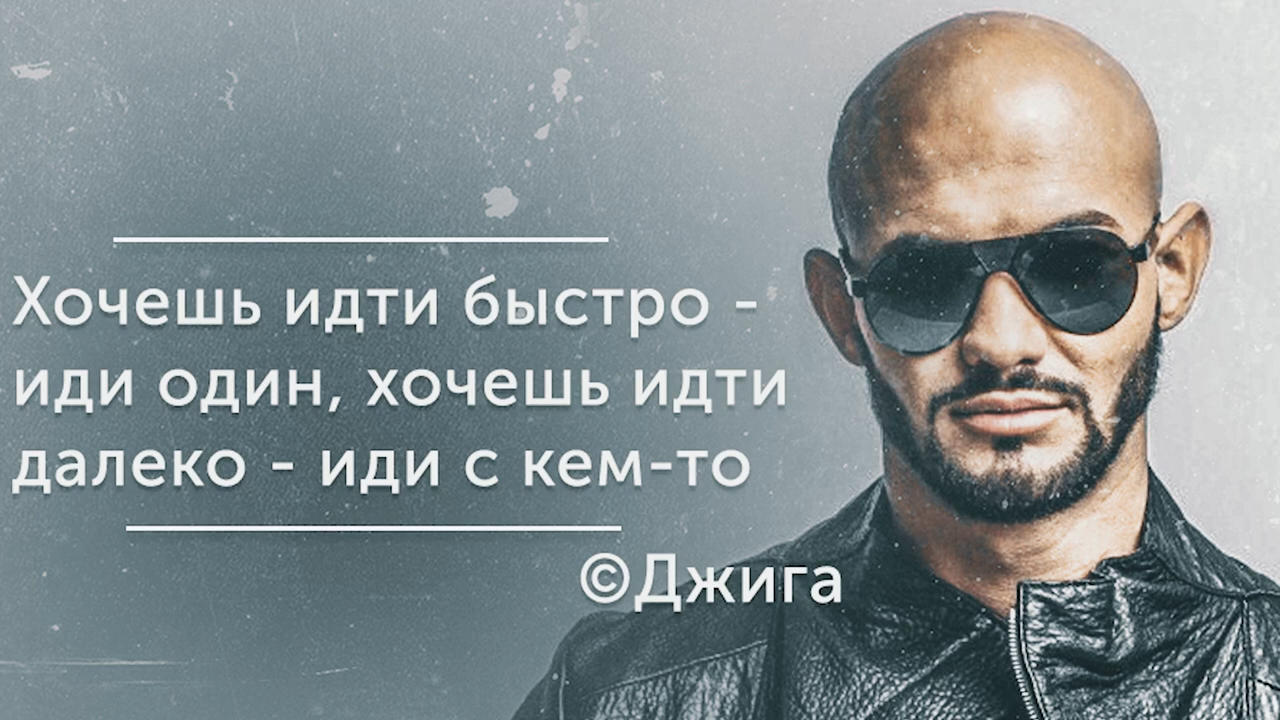 Хочешь идти быстро -
иди один, хочешь идти
далеко - иди с кем-то
©Джига